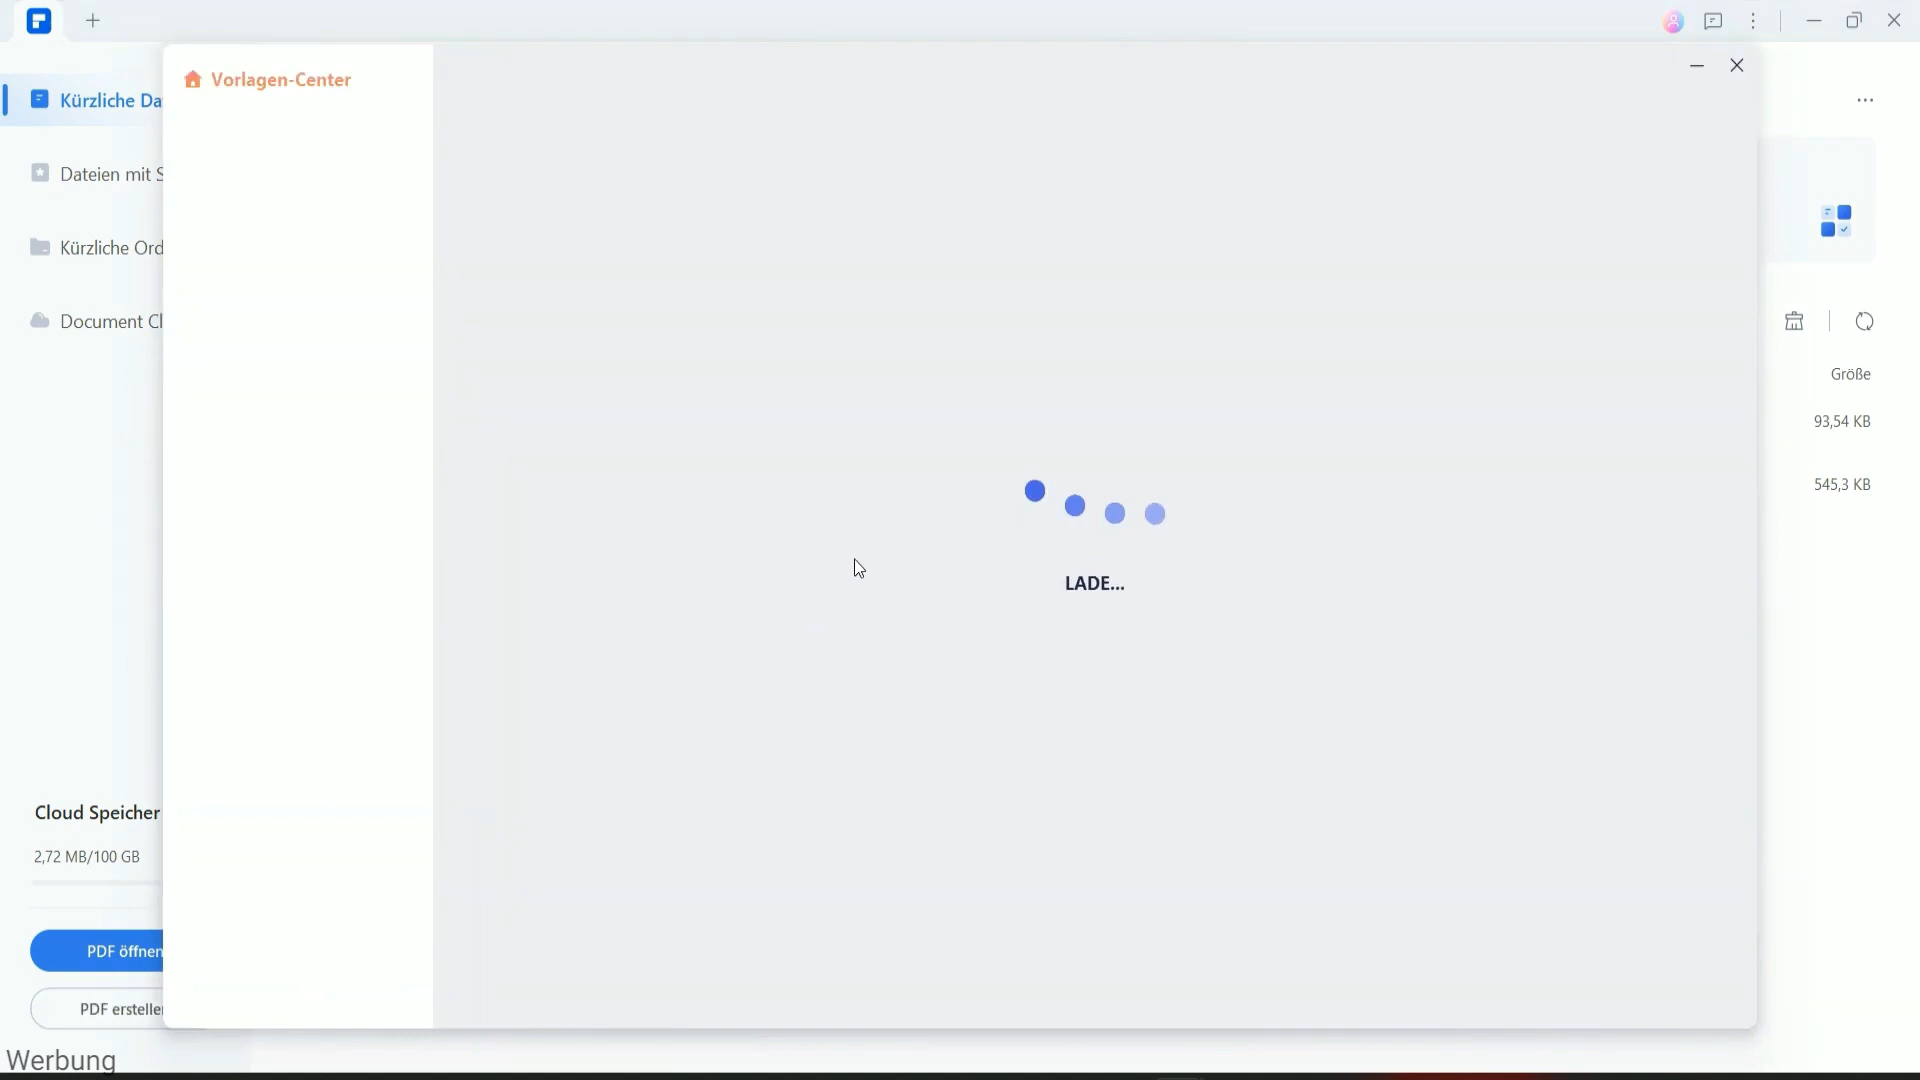 Vorlagen-Center
Kürzliche Da
Dateien mit S
Kürzliche Ord
Document Cl
Größe
93,54 KB
545,3 KB
LADE...
Cloud Speicher
2,72 MB/100 GB
PDF öffnen
PDF erstellen
Werbung